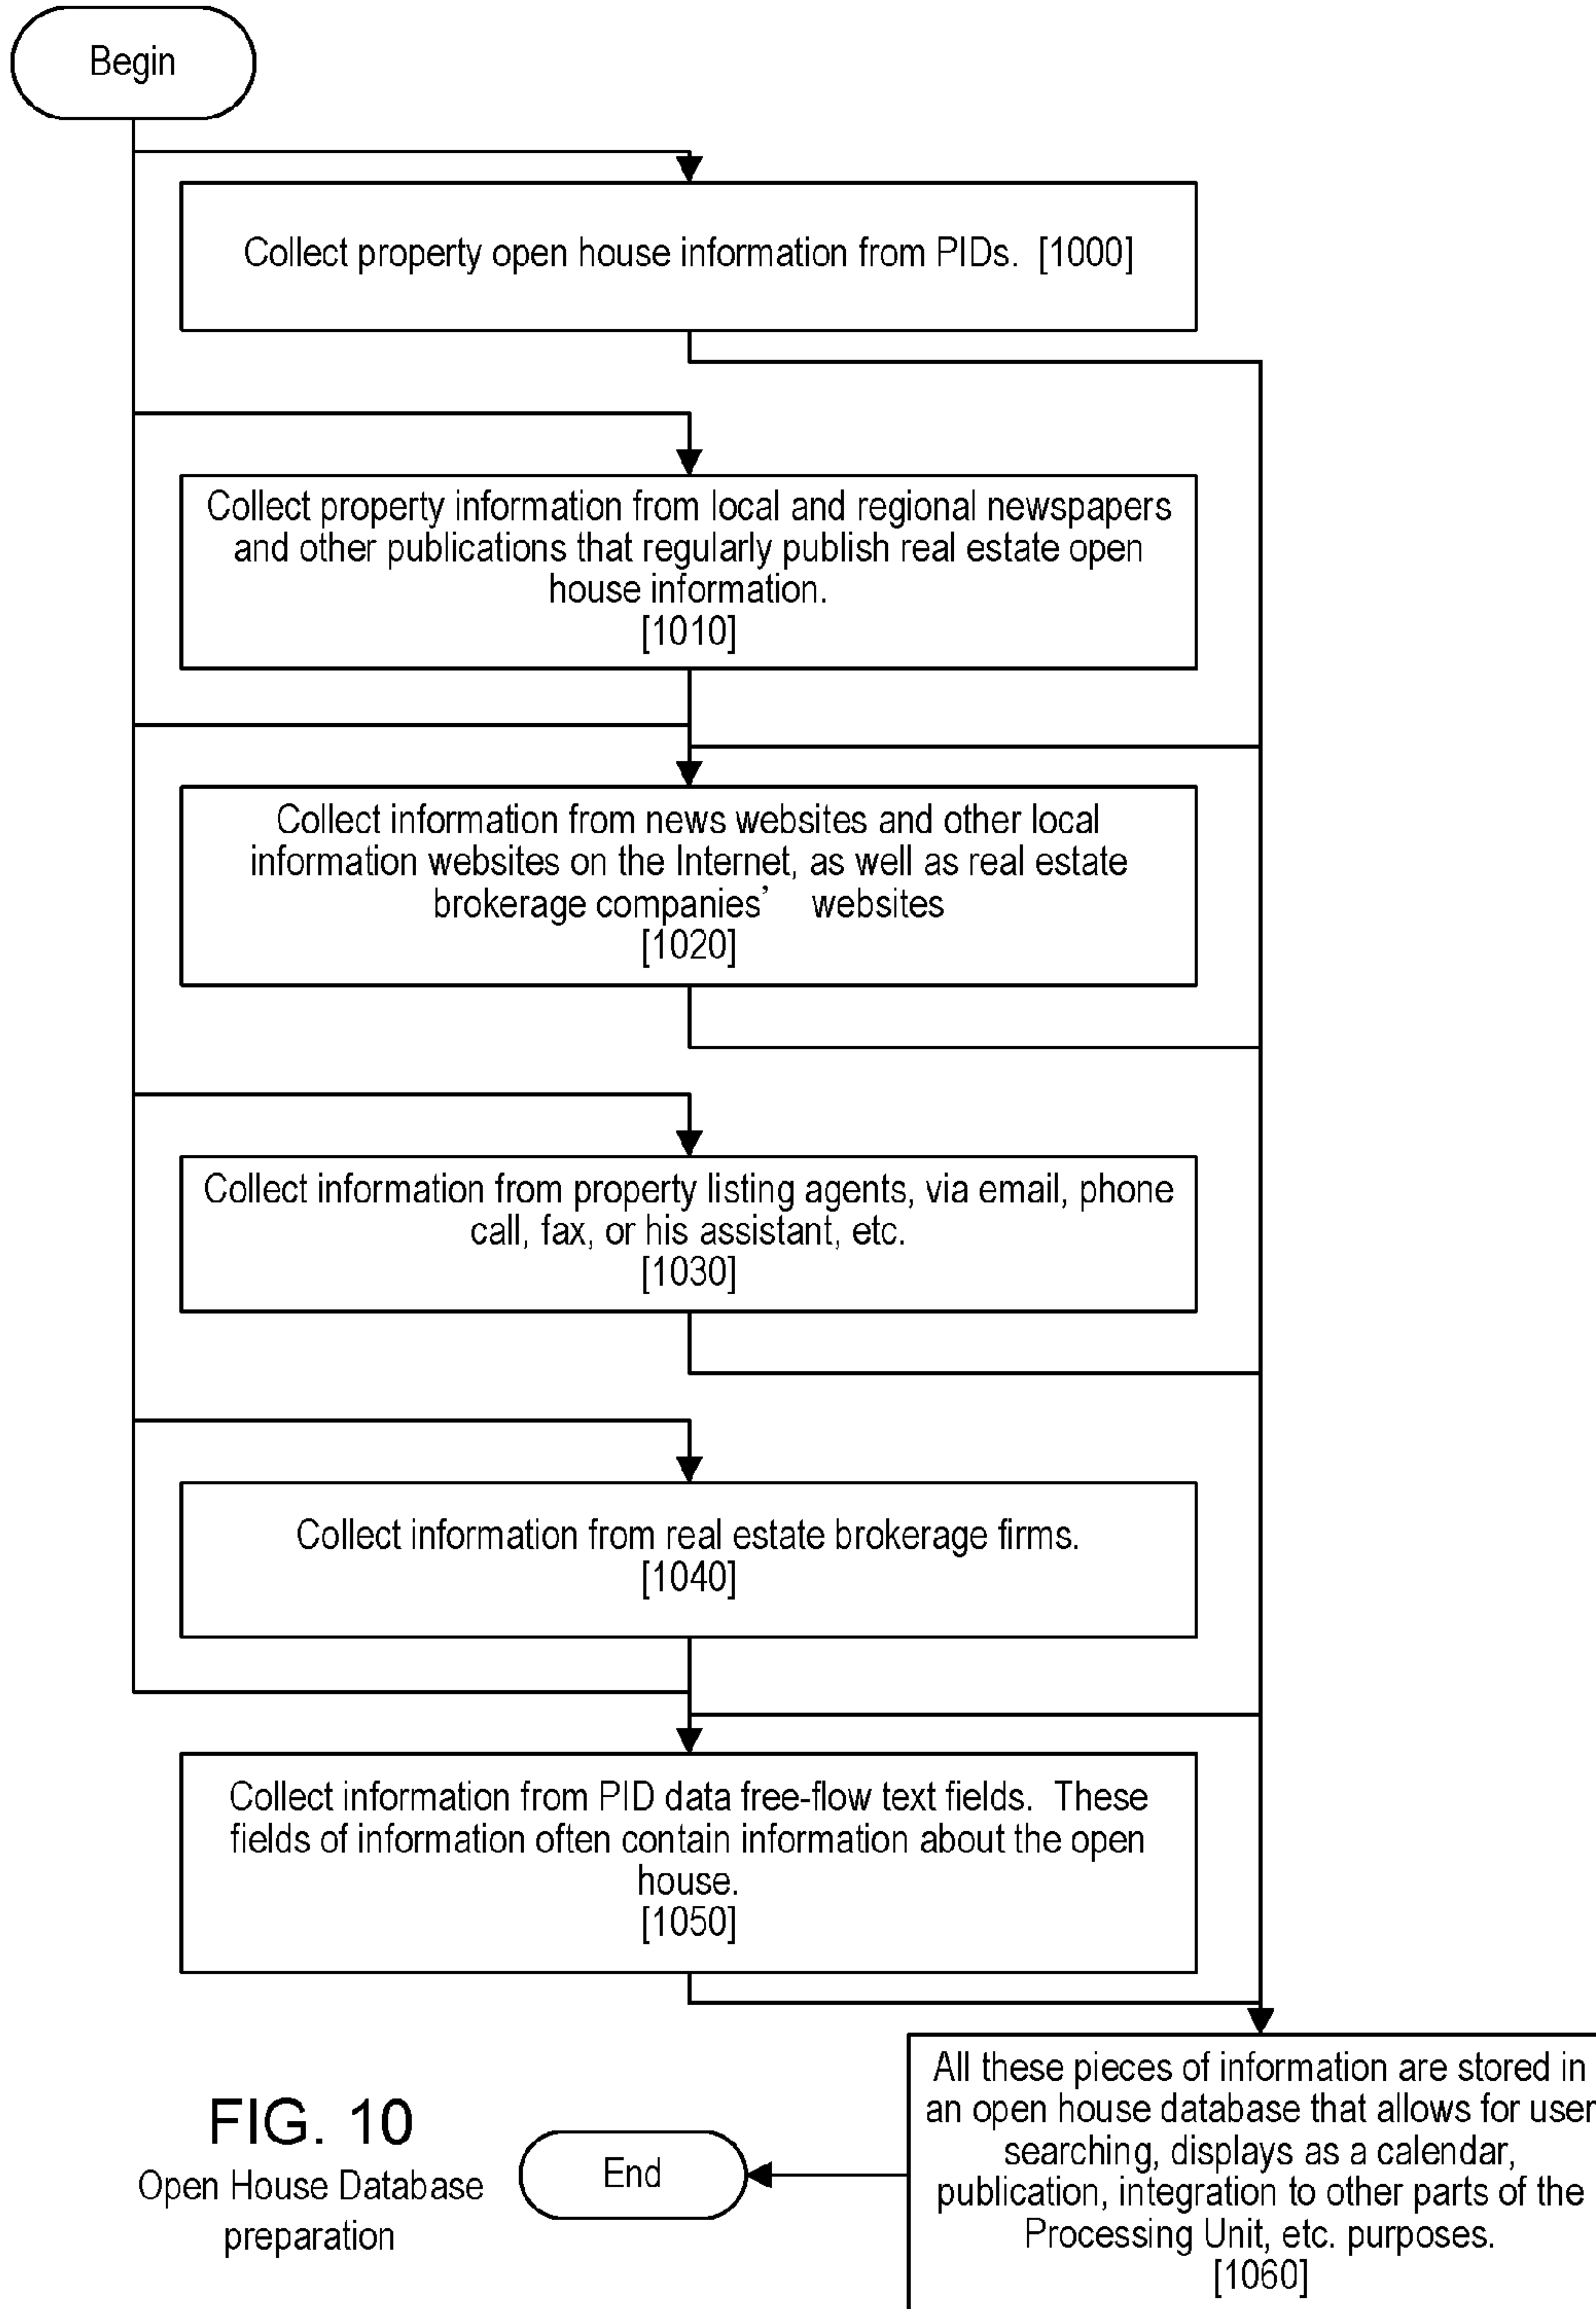 Begin
Collect property open house information from PIDs. [1000]
Collect property information from local and regional newspapers
and other publications that regularly publish real estate open
house information.
[1010]
Collect information from news websites and other local
information websites on the Internet, as well as real estate
brokerage companies’ websites
[1020]
Collect information from property listing agents, via email, phone
call, fax, or his assistant, etc.
[1030]
Collect information from real estate brokerage firms.
[1040]
Collect information from PID data free-flow text fields. These
fields of information often contain information about the open
house.
[1050]
All these pieces of information are stored in
an open house database that allows for user
searching, displays as a calendar,
publication, integration to other parts of the
Processing Unit, etc. purposes.
[1060]
End
FIG. 10
Open House Database
preparation